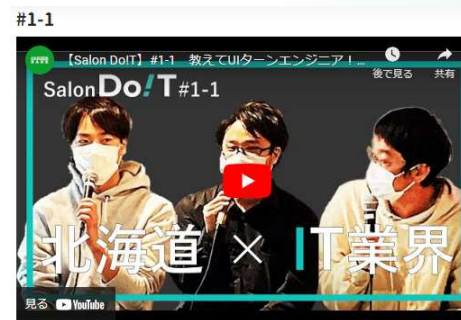 #1-1
【Salon Do!T】#1-1 教えてUIターンエンジニア！...
後で見る
共有
Salon Do!T #1-1
北海道 × IT業界
見る YouTube